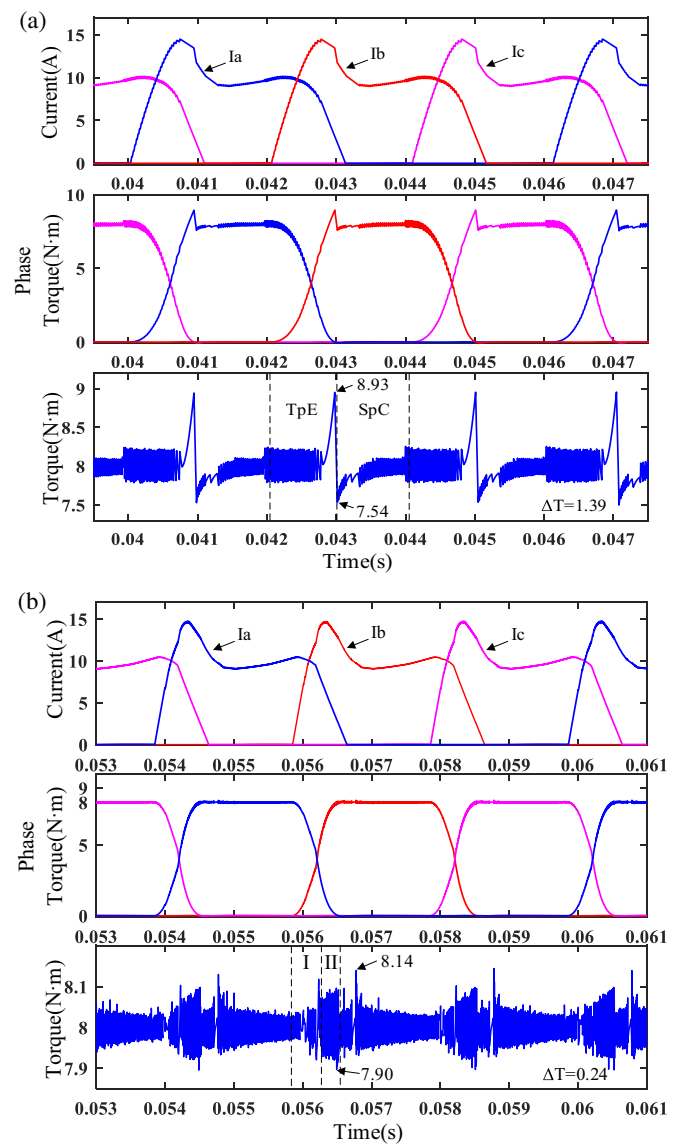 (a)
Current(A)
15
10
5
0
Ia
Ib
Ic
0.04 0.041 0.042 0.043 0.044 0.045 0.046 0.047
Phase
Torque(N·m)
10
5
0
0.04 0.041 0.042 0.043 0.044 0.045 0.046 0.047
Torque(N·m)
9
8.5
8
7.5
TpE
SpC
8.93
7.54
ΔT=1.39
0.04 0.041 0.042 0.043 0.044 0.045 0.046 0.047
Time(s)
(b)
Current(A)
15
10
5
0
Ia
Ib
Ic
0.053 0.054 0.055 0.056 0.057 0.058 0.059 0.06 0.061
Phase
Torque(N·m)
9
8
5
0
0.053 0.054 0.055 0.056 0.057 0.058 0.059 0.06 0.061
Torque(N·m)
8.1
8
7.9
I
II
8.14
7.90
ΔT=0.24
0.053 0.054 0.055 0.056 0.057 0.058 0.059 0.06 0.061
Time(s)